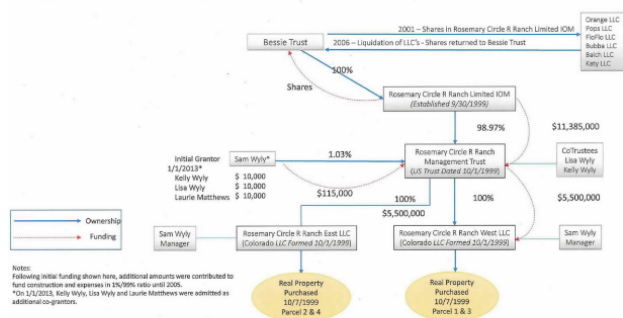 Orange LLC
Pops LLC
FloFlo LLC
Bubba LLC
Balch LLC
Katy LLC
2001 – Shares in Rosemary Circle R Ranch Limited IOM
2006 – Liquidation of LLC's - Shares returned to Bessie Trust
Bessie Trust
100%
Shares
Rosemary Circle R Ranch Limited IOM
(Established 9/30/1999)
98.97%
$11,385,000
Initial Grantor
1/1/2013*
Kelly Wyly
Lisa Wyly
Laurie Matthews
Sam Wyly*
$ 10,000
$ 10,000
$ 10,000
1.03%
$115,000
Rosemary Circle R Ranch
Management Trust
(US Trust Dated 10/1/1999)
CoTrustees
Lisa Wyly
Kelly Wyly
100%
$5,500,000
100%
$5,500,000
Ownership
Funding
Sam Wyly
Manager
Rosemary Circle R Ranch East LLC
(Colorado LLC Formed 10/1/1999)
Rosemary Circle R Ranch West LLC
(Colorado LLC Formed 10/1/1999)
Sam Wyly
Manager
Notes:
Following initial funding shown here, additional amounts were contributed to
fund construction and expenses in 1%/99% ratio until 2005.
*On 1/1/2013, Kelly Wyly, Lisa Wyly and Laurie Matthews were admitted as
additional co-grantors.
Real Property
Purchased
10/7/1999
Parcel 2 & 4
Real Property
Purchased
10/7/1999
Parcel 1 & 3